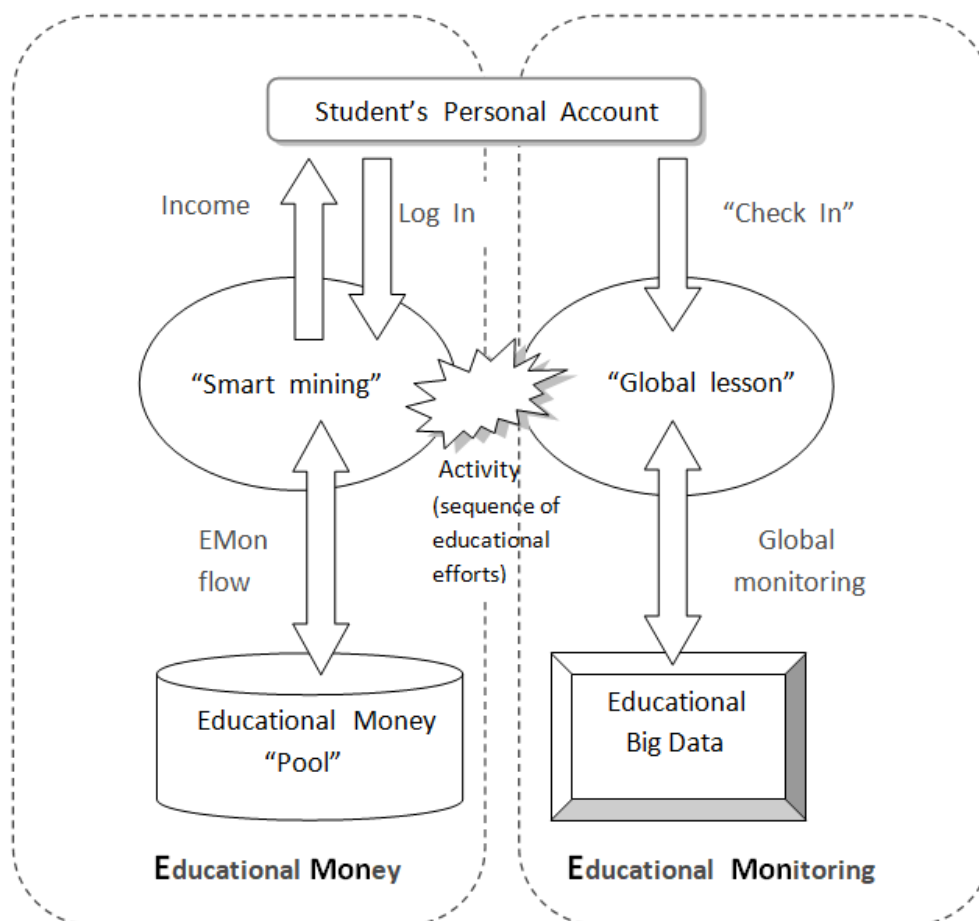 Student’s Personal Account
Income
Log In
“Check In”
“Smart mining”
“Global lesson”
Activity
(sequence of
educational
efforts)
EMon
flow
Global
monitoring
Educational Money
“Pool”
Educational
Big Data
Educational Money
Educational Monitoring